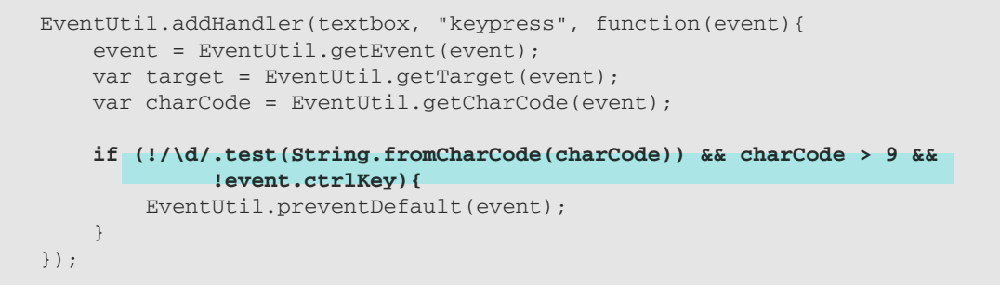 EventUtil.addHandler(textbox, "keypress", function(event){
    event = EventUtil.getEvent(event);
    var target = EventUtil.getTarget(event);
    var charCode = EventUtil.getCharCode(event);

    if (!/\d/.test(String.fromCharCode(charCode)) && charCode > 9 &&
            !event.ctrlKey){
        EventUtil.preventDefault(event);
    }
});